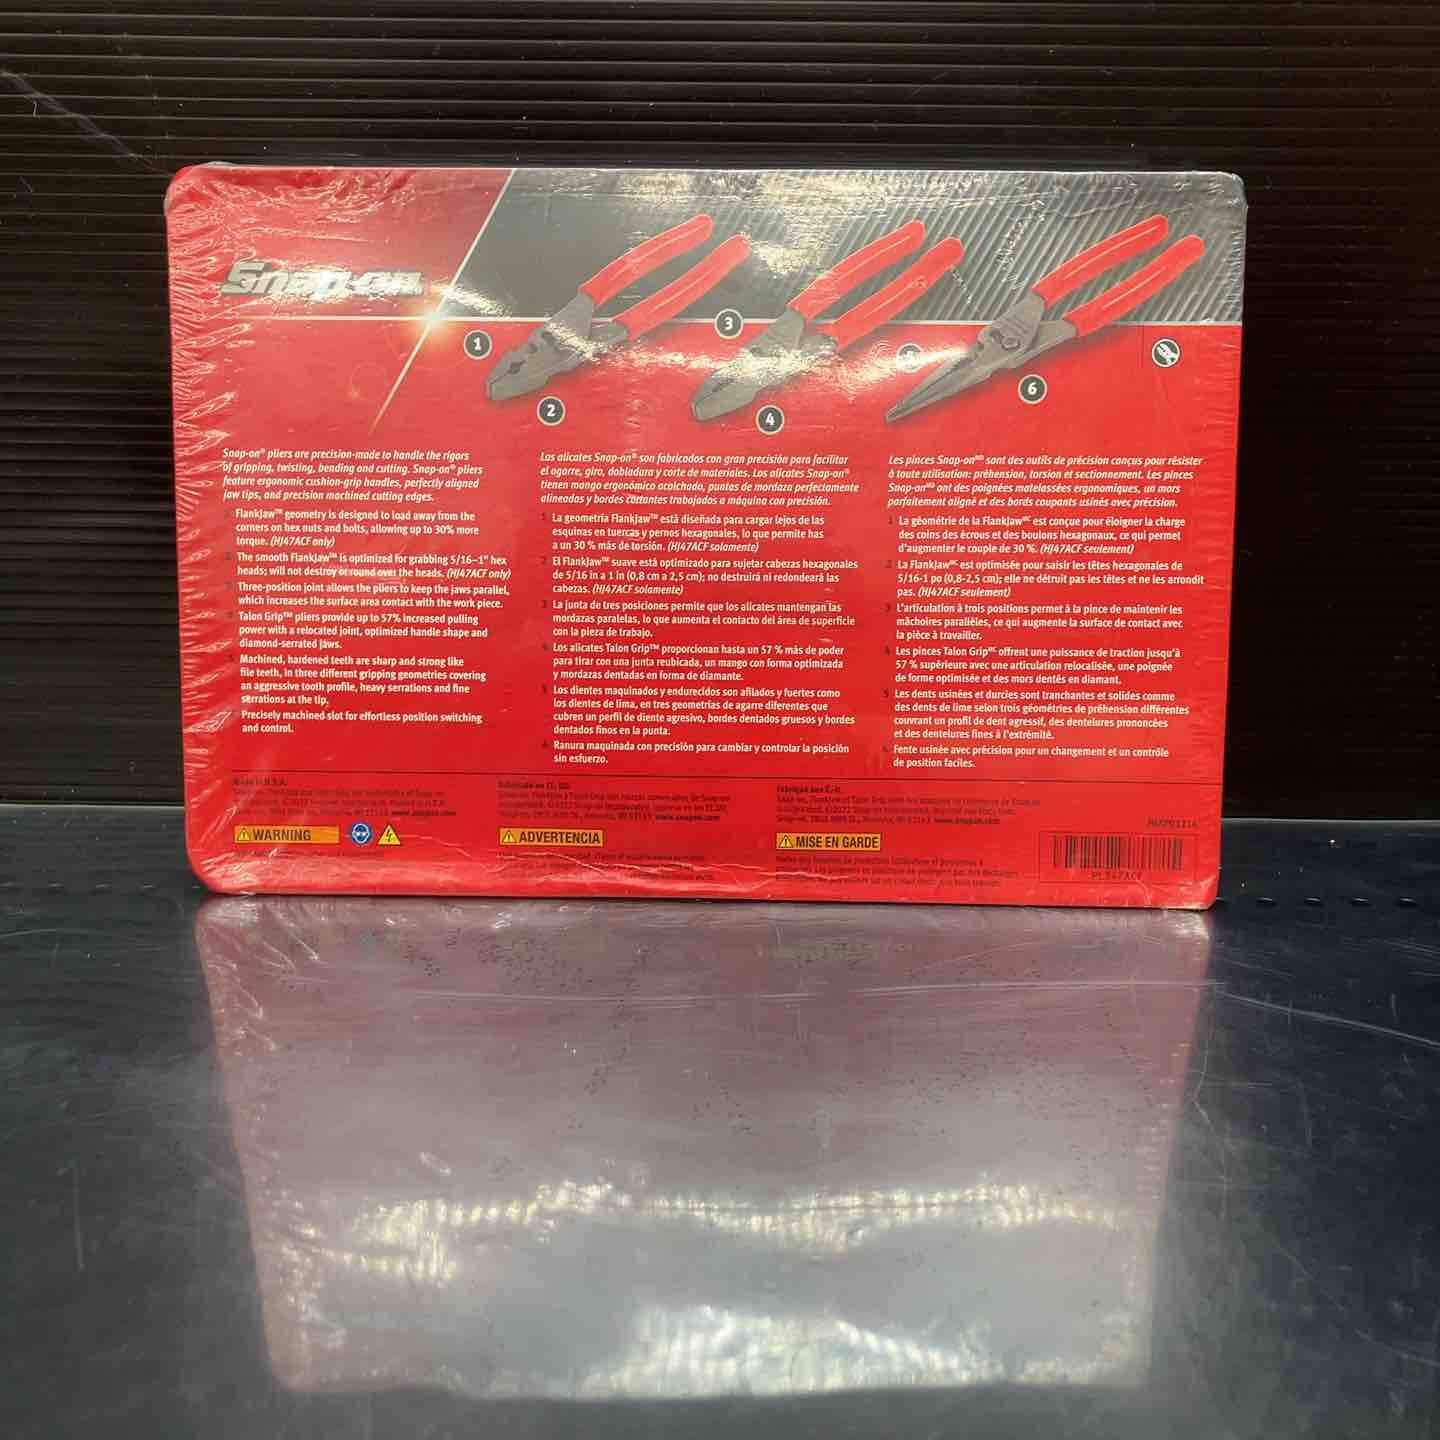 Snap-on
1
2
3
4
5
6
Snap-on® pliers are precision-made to handle the rigors
of gripping, twisting, bending and cutting. Snap-on® pliers
feature ergonomic cushion-grip handles, perfectly aligned
jaw tips, and precision machined cutting edges.
FlankJaw™ geometry is designed to load away from the
corners on hex nuts and bolts, allowing up to 30% more
torque. (HJ47ACF only)
The smooth FlankJaw™ is optimized for grabbing 5/16–1" hex
heads; will not destroy or round over the heads. (HJ47ACF only)
Three-position joint allows the pliers to keep the jaws parallel,
which increases the surface area contact with the work piece.
Talon Grip™ pliers provide up to 57% increased pulling
power with a relocated joint, optimized handle shape and
diamond-serrated jaws.
Machined, hardened teeth are sharp and strong like
file teeth, in three different gripping geometries covering
an aggressive tooth profile, heavy serrations and fine
serrations at the tip.
Precisely machined slot for effortless position switching
and control.
Los alicates Snap-on® son fabricados con gran precisión para facilitar
el agarre, giro, dobladura y corte de materiales. Los alicates Snap-on®
tienen mango ergonómico acolchado, puntas de mordaza perfectamente
alineadas y bordes cortantes trabajados a máquina con precisión.
1 La geometría FlankJaw™ está diseñada para cargar lejos de las
esquinas en tuercas y pernos hexagonales, lo que permite has
a un 30 % más de torsión. (HJ47ACF solamente)
2 El FlankJaw™ suave está optimizado para sujetar cabezas hexagonales
de 5/16 in a 1 in (0,8 cm a 2,5 cm); no destruirá ni redondeará las
cabezas. (HJ47ACF solamente)
3 La junta de tres posiciones permite que los alicates mantengan las
mordazas paralelas, lo que aumenta el contacto del área de superficie
con la pieza de trabajo.
4 Los alicates Talon Grip™ proporcionan hasta un 57 % más de poder
para tirar con una junta reubicada, un mango con forma optimizada
y mordazas dentadas en forma de diamante.
5 Los dientes maquinados y endurecidos son afilados y fuertes como
los dientes de lima, en tres geometrías de agarre diferentes que
cubren un perfil de diente agresivo, bordes dentados gruesos y bordes
dentados finos en la punta.
6 Ranura maquinada con precisión para cambiar y controlar la posición
sin esfuerzo.
Les pinces Snap-onMD sont des outils de précision conçus pour résister
à toute utilisation: préhension, torsion et sectionnement. Les pinces
Snap-onMD ont des poignées matelassées ergonomiques, un mors
parfaitement aligné et des bords coupants usinés avec précision.
1 La géométrie de la FlankJawMC est conçue pour éloigner la charge
des coins des écrous et des boulons hexagonaux, ce qui permet
d'augmenter le couple de 30 %. (HJ47ACF seulement)
2 La FlankJawMC est optimisée pour saisir les têtes hexagonales de
5/16-1 po (0,8-2,5 cm); elle ne détruit pas les têtes et ne les arrondit
pas. (HJ47ACF seulement)
3 L'articulation à trois positions permet à la pince de maintenir les
mâchoires parallèles, ce qui augmente la surface de contact avec
la pièce à travailler.
4 Les pinces Talon GripMC offrent une puissance de traction jusqu'à
57 % supérieure avec une articulation relocalisée, une poignée
de forme optimisée et des mors dentés en diamant.
5 Les dents usinées et durcies sont tranchantes et solides comme
des dents de lime selon trois géométries de préhension différentes
couvrant un profil de dent agressif, des dentelures prononcées
et des dentelures fines à l'extrémité.
6 Fente usinée avec précision pour un changement et un contrôle
de position faciles.
Made in U.S.A.
www.snapon.com
WARNING
Fabricado en EE. UU.
www.snapon.com
ADVERTENCIA
Fabriqué aux É.-U.
www.snapon.com
MISE EN GARDE
PL347ACF